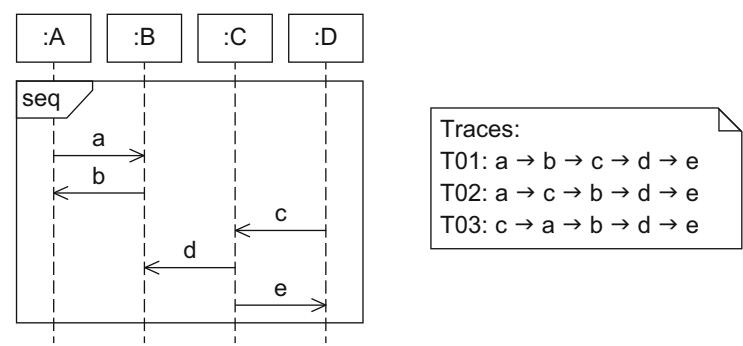 :A :B :C :D
seq
a
b
c
d
e
Traces:
T01: a → b → c → d → e
T02: a → c → b → d → e
T03: c → a → b → d → e